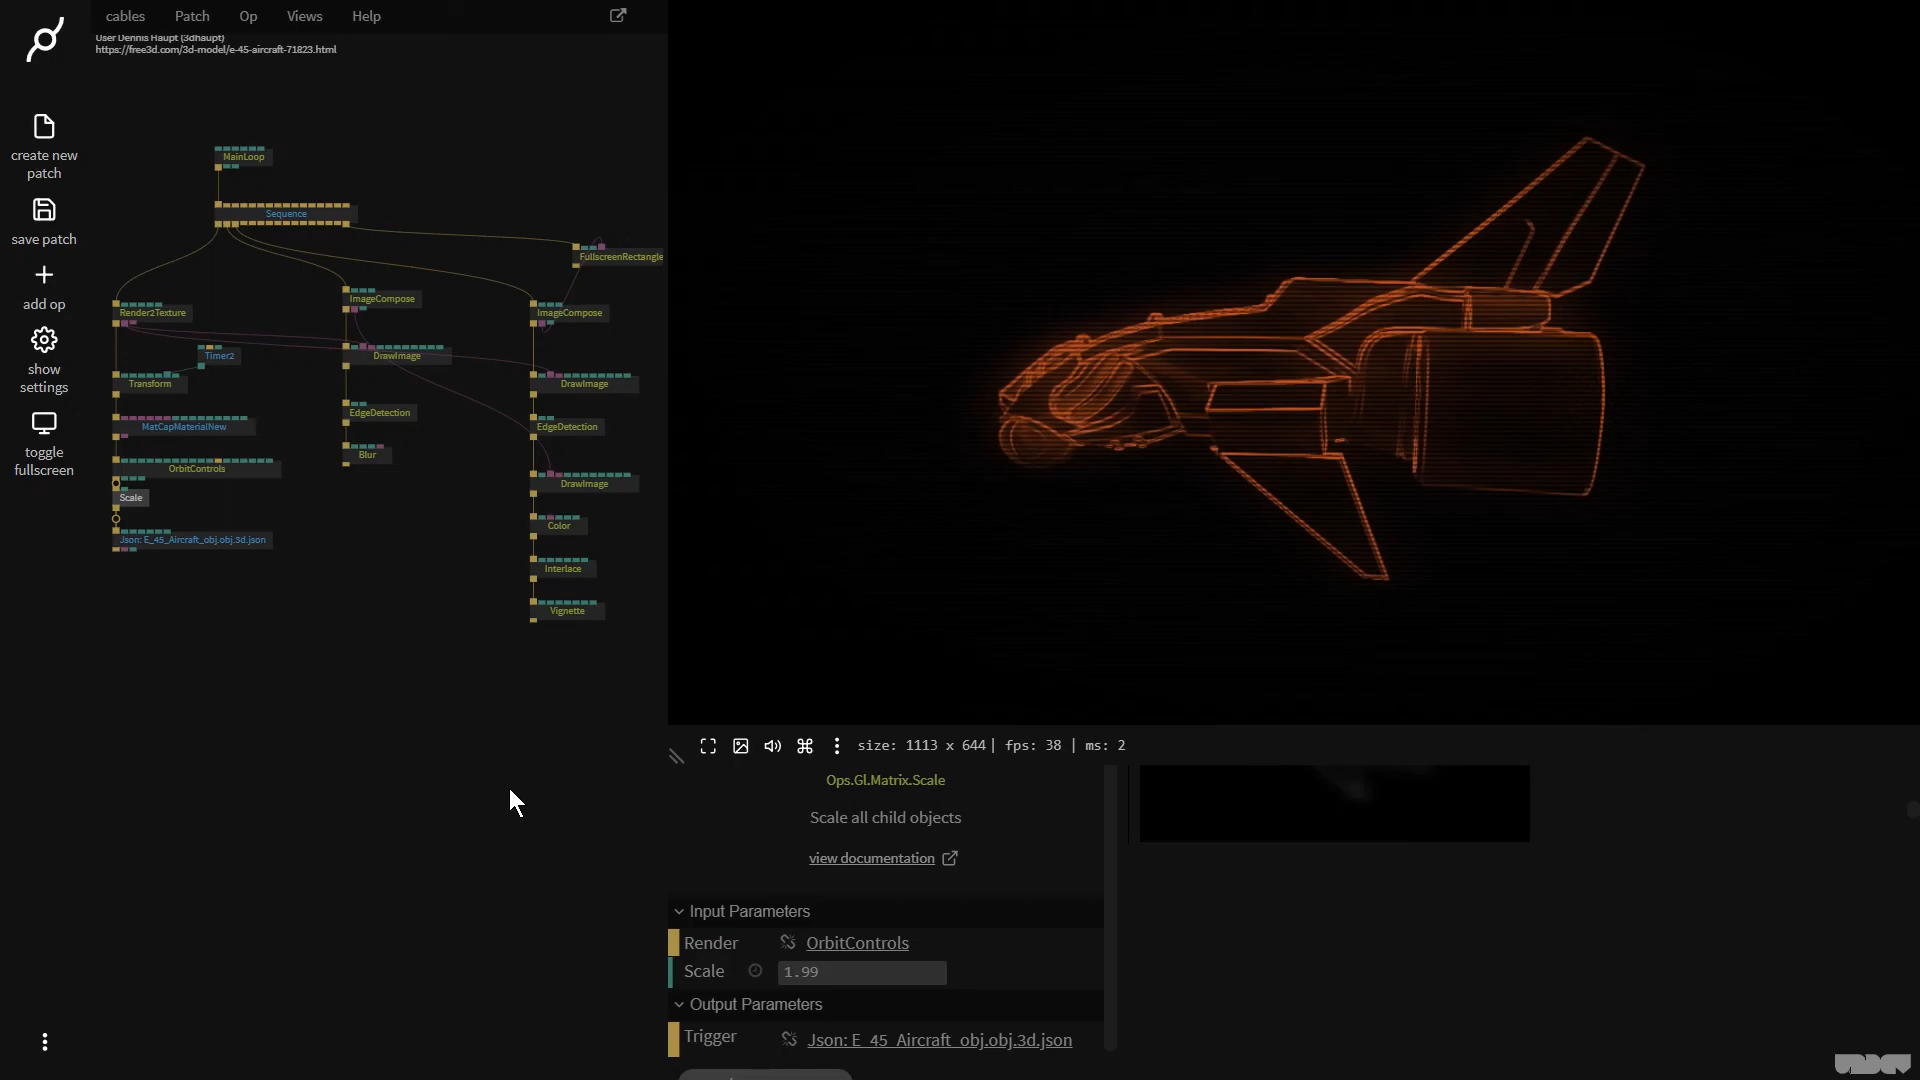 cables Patch Op Views Help
User Dennis Haupt (3dhaupt)
https://free3d.com/3d-model/e-45-aircraft-71823.html
create new
patch
save patch
add op
show
settings
toggle
fullscreen
MainLoop
Sequence
FullscreenRectangle
ImageCompose
Render2Texture
ImageCompose
Timer2
DrawImage
Transform
DrawImage
EdgeDetection
MatCapMaterialNew
EdgeDetection
Blur
OrbitControls
DrawImage
Scale
Color
Json: E_45_Aircraft_obj.obj.3d.json
Interlace
Vignette
size: 1113 x 644 | fps: 38 | ms: 2
Ops.Gl.Matrix.Scale
Scale all child objects
view documentation
Input Parameters
Render OrbitControls
Scale 1.99
Output Parameters
Trigger Json: E_45_Aircraft_obj.obj.3d.json